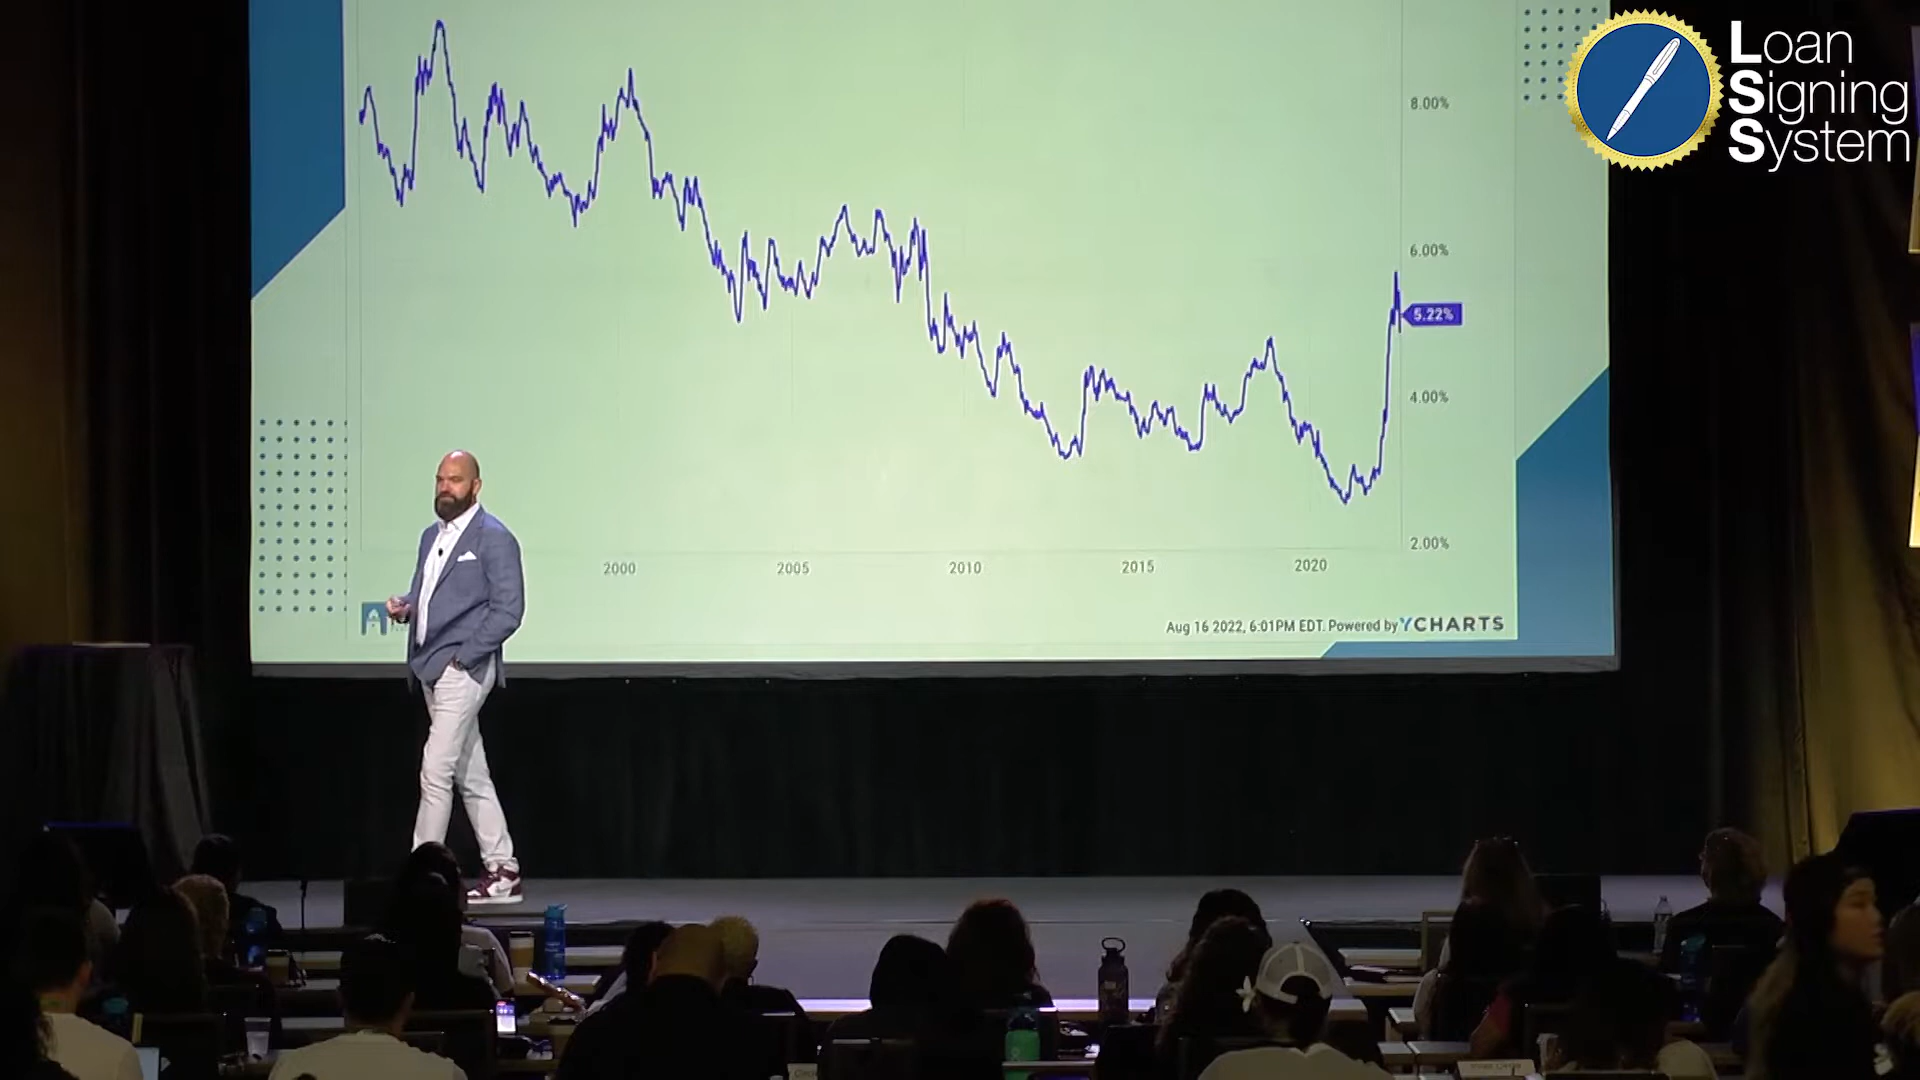 Loan
Signing
System
8.00%
6.00%
5.22%
4.00%
2.00%
2000
2005
2010
2015
2020
Aug 16 2022, 6:01PM EDT. Powered by YCHARTS